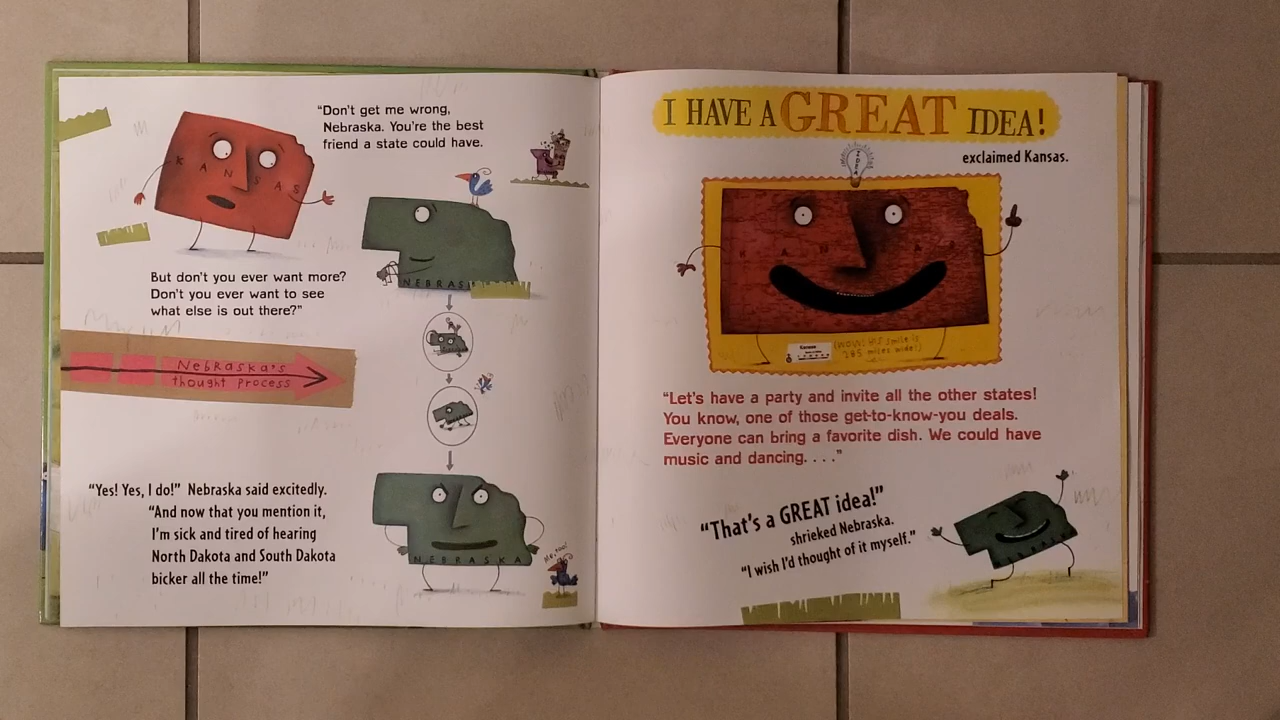 "Don't get me wrong,
Nebraska. You're the best
friend a state could have.
KANSAS
But don't you ever want more?
Don't you ever want to see
what else is out there?"
NEBRAS
Nebraska's
thought process
"Yes! Yes, I do!" Nebraska said excitedly.
"And now that you mention it,
I'm sick and tired of hearing
North Dakota and South Dakota
bicker all the time!"
NEBRASKA
Me, too!
I HAVE A GREAT IDEA!
exclaimed Kansas.
IDEA
Kansas
(WOW! His smile is
285 miles wide!)
"Let's have a party and invite all the other states!
You know, one of those get-to-know-you deals.
Everyone can bring a favorite dish. We could have
music and dancing. . . ."
"That's a GREAT idea!"
shrieked Nebraska.
"I wish I'd thought of it myself."